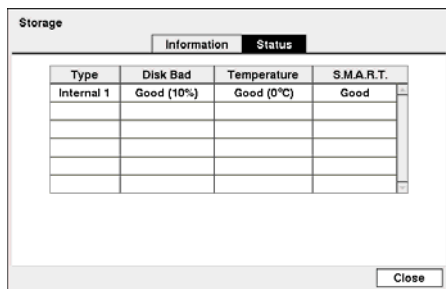 Storage
Information Status
Type Disk Bad Temperature S.M.A.R.T.
Internal 1 Good (10%) Good (0°C) Good
Close